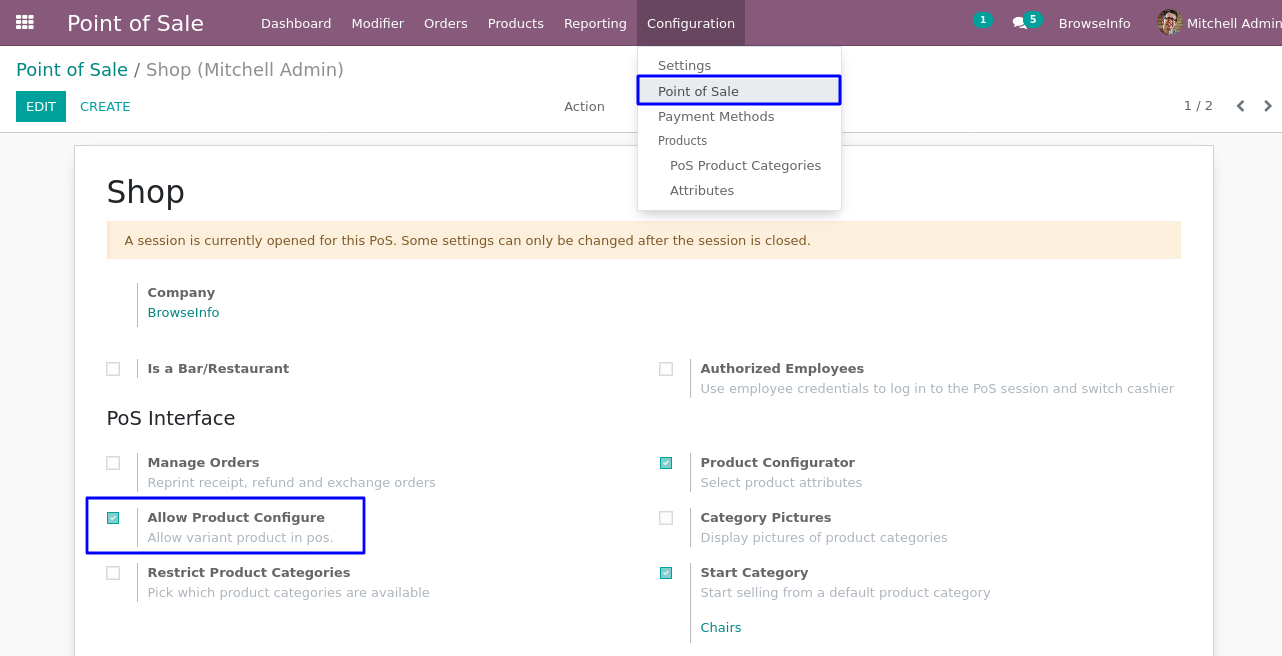 Point of Sale Dashboard Modifier Orders Products Reporting Configuration 1 5 BrowseInfo Mitchell Admin
Point of Sale / Shop (Mitchell Admin)
Settings
Point of Sale
Payment Methods
Products
PoS Product Categories
Attributes
EDIT CREATE Action 1 / 2
Shop
A session is currently opened for this PoS. Some settings can only be changed after the session is closed.
Company
BrowseInfo
Is a Bar/Restaurant
Authorized Employees
Use employee credentials to log in to the PoS session and switch cashier
PoS Interface
Manage Orders
Reprint receipt, refund and exchange orders
Product Configurator
Select product attributes
Allow Product Configure
Allow variant product in pos.
Category Pictures
Display pictures of product categories
Restrict Product Categories
Pick which product categories are available
Start Category
Start selling from a default product category
Chairs